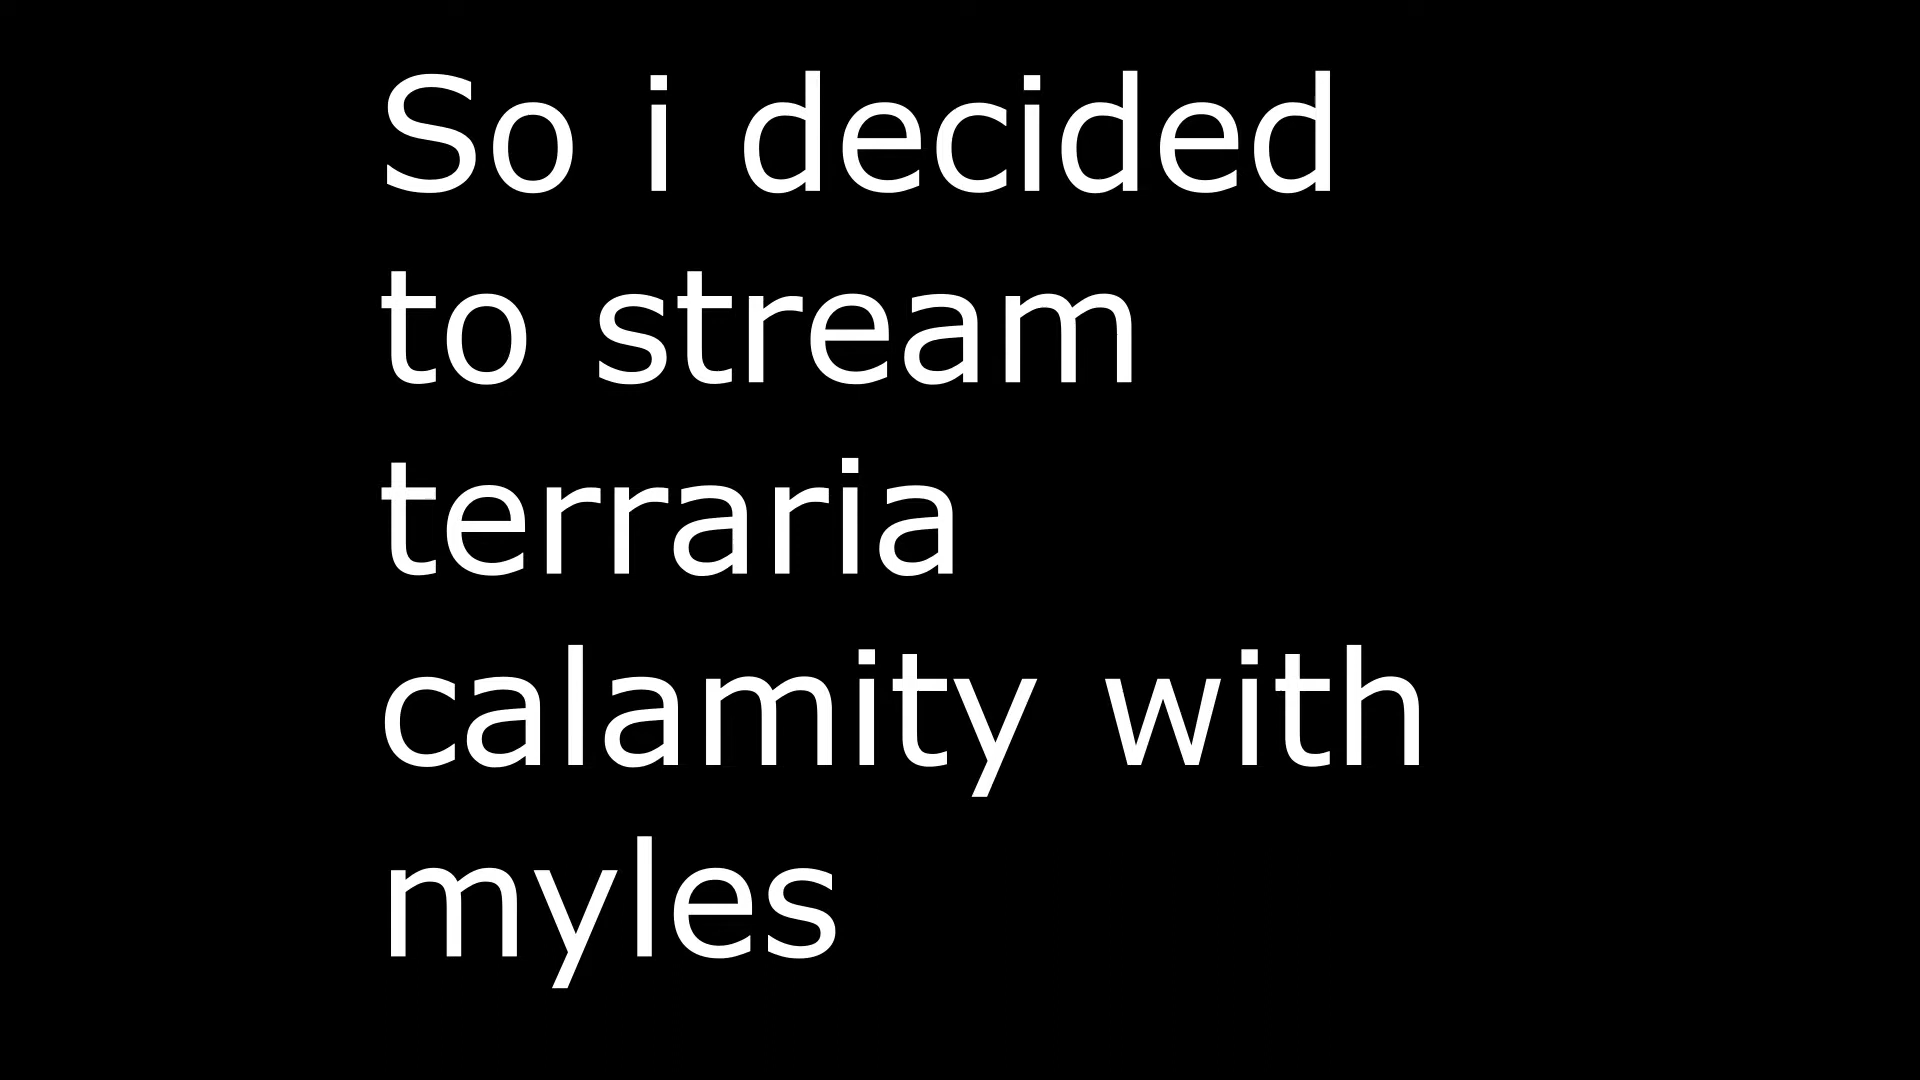 So i decided
to stream
terraria
calamity with
myles